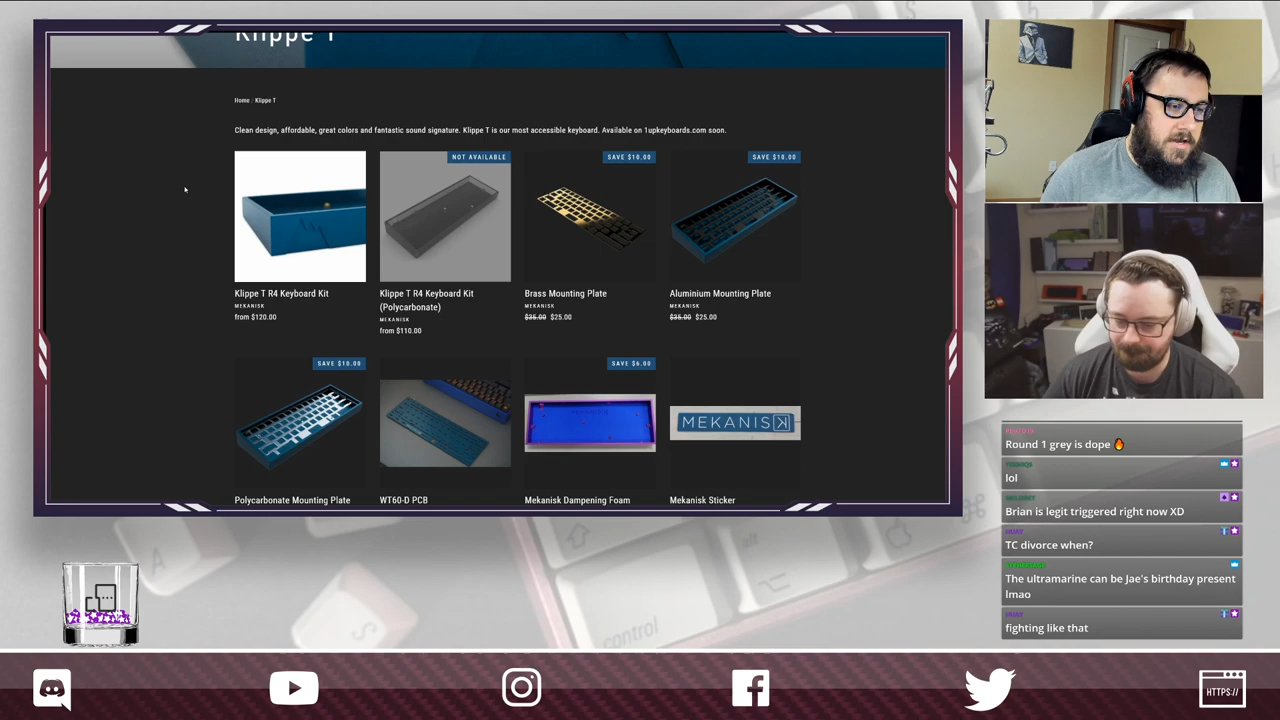 Klippe T
Home / Klippe T
Clean design, affordable, great colors and fantastic sound signature. Klippe T is our most accessible keyboard. Available on 1upkeyboards.com soon.
NOT AVAILABLE
SAVE $10.00
SAVE $10.00
Klippe T R4 Keyboard Kit
MEKANISK
from $120.00
Klippe T R4 Keyboard Kit
(Polycarbonate)
MEKANISK
from $110.00
Brass Mounting Plate
MEKANISK
$35.00 $25.00
Aluminium Mounting Plate
MEKANISK
$35.00 $25.00
SAVE $10.00
SAVE $6.00
MEKANISK
Polycarbonate Mounting Plate
WT60-D PCB
Mekanisk Dampening Foam
Mekanisk Sticker
Round 1 grey is dope
lol
Brian is legit triggered right now XD
TC divorce when?
The ultramarine can be Jae's birthday present
lmao
fighting like that
A
S
alt
control
HTTPS://